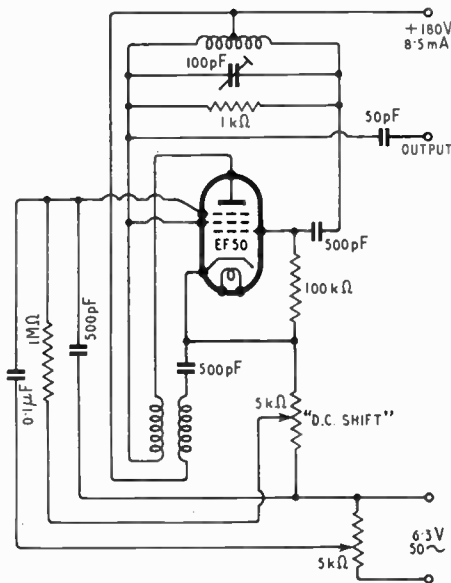 +180V
8·5mA
100pF
1kΩ
50pF
OUTPUT
EF50
500pF
100kΩ
500pF
1MΩ
0·1μF
500pF
5kΩ
"D.C. SHIFT"
6·3V
50~
5kΩ